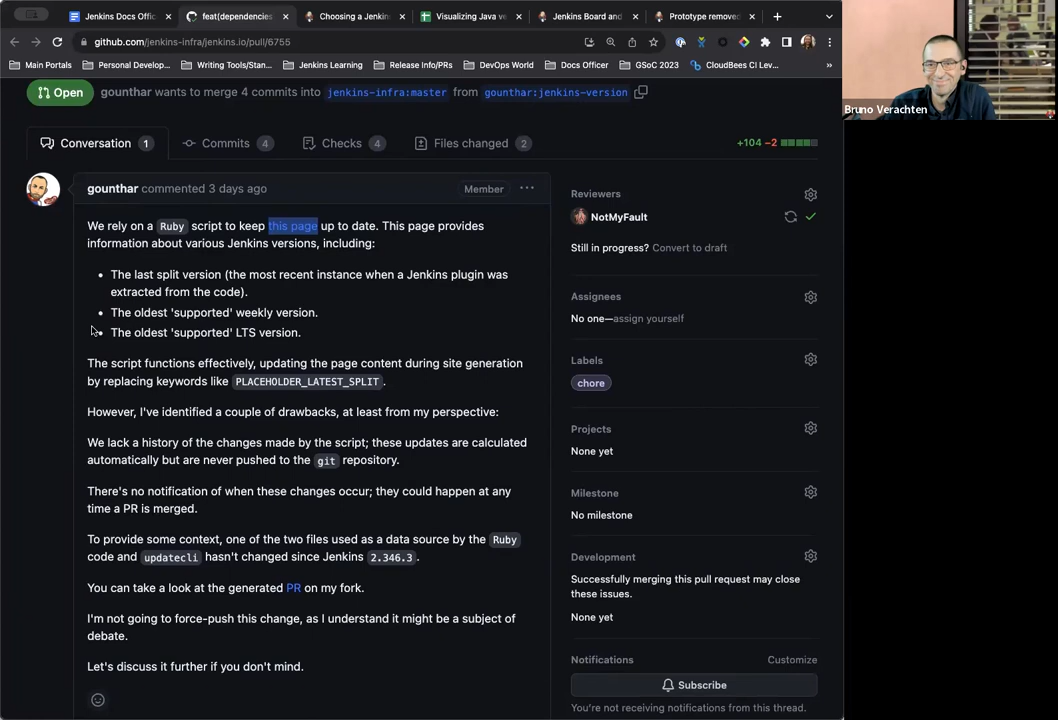 Jenkins Docs Offic
feat(dependencies
Choosing a Jenkin
Visualizing Java ve
Jenkins Board and
Prototype removed
github.com/jenkins-infra/jenkins.io/pull/6755
Main Portals
Personal Develop...
Writing Tools/Stan...
Jenkins Learning
Release Info/PRs
DevOps World
Docs Officer
GSoC 2023
CloudBees CI Lev...
»
Bruno Verachten
Open
gounthar wants to merge 4 commits into jenkins-infra:master from gounthar:jenkins-version
Conversation 1
Commits 4
Checks 4
Files changed 2
+104 −2
gounthar commented 3 days ago
Member
...
We rely on a Ruby script to keep this page up to date. This page provides
information about various Jenkins versions, including:
• The last split version (the most recent instance when a Jenkins plugin was
extracted from the code).
• The oldest 'supported' weekly version.
• The oldest 'supported' LTS version.
The script functions effectively, updating the page content during site generation
by replacing keywords like PLACEHOLDER_LATEST_SPLIT.
However, I've identified a couple of drawbacks, at least from my perspective:
We lack a history of the changes made by the script; these updates are calculated
automatically but are never pushed to the git repository.
There's no notification of when these changes occur; they could happen at any
time a PR is merged.
To provide some context, one of the two files used as a data source by the Ruby
code and updatecli hasn't changed since Jenkins 2.346.3.
You can take a look at the generated PR on my fork.
I'm not going to force-push this change, as I understand it might be a subject of
debate.
Let's discuss it further if you don't mind.
Reviewers
NotMyFault
Still in progress? Convert to draft
Assignees
No one—assign yourself
Labels
chore
Projects
None yet
Milestone
No milestone
Development
Successfully merging this pull request may close
these issues.
None yet
Notifications
Customize
Subscribe
You're not receiving notifications from this thread.